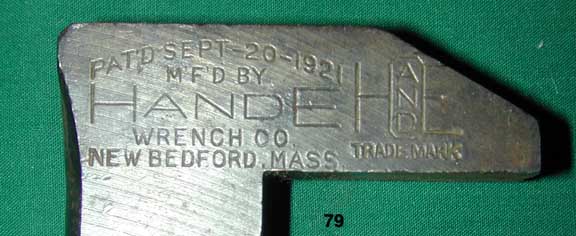 PAT'D SEPT-20-1921
M'F'D BY
HANDE
WRENCH CO.
NEW BEDFORD, MASS
H AND E
TRADE MARK
79